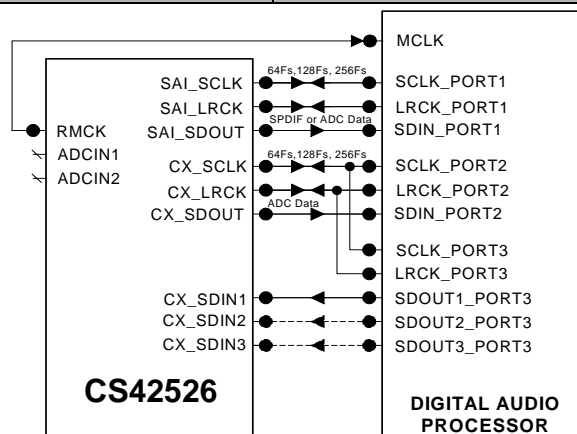 MCLK
64Fs,128Fs, 256Fs
SAI_SCLK
SCLK_PORT1
SAI_LRCK
LRCK_PORT1
SPDIF or ADC Data
RMCK
SAI_SDOUT
SDIN_PORT1
ADCIN1
64Fs,128Fs, 256Fs
CX_SCLK
SCLK_PORT2
ADCIN2
CX_LRCK
LRCK_PORT2
ADC Data
CX_SDOUT
SDIN_PORT2
SCLK_PORT3
LRCK_PORT3
CX_SDIN1
SDOUT1_PORT3
CX_SDIN2
SDOUT2_PORT3
CX_SDIN3
SDOUT3_PORT3
CS42526
DIGITAL AUDIO
PROCESSOR